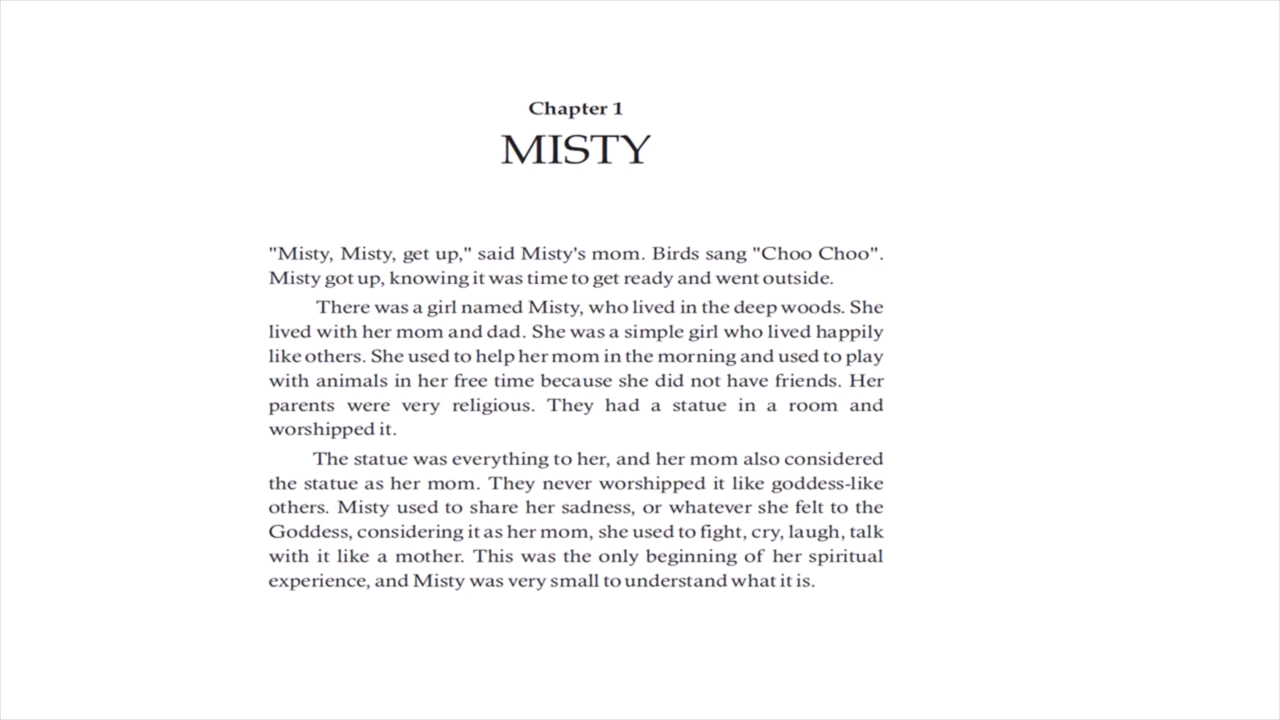 Chapter 1
MISTY
"Misty, Misty, get up," said Misty's mom. Birds sang "Choo Choo".
Misty got up, knowing it was time to get ready and went outside.
There was a girl named Misty, who lived in the deep woods. She
lived with her mom and dad. She was a simple girl who lived happily
like others. She used to help her mom in the morning and used to play
with animals in her free time because she did not have friends. Her
parents were very religious. They had a statue in a room and
worshipped it.
The statue was everything to her, and her mom also considered
the statue as her mom. They never worshipped it like goddess-like
others. Misty used to share her sadness, or whatever she felt to the
Goddess, considering it as her mom, she used to fight, cry, laugh, talk
with it like a mother. This was the only beginning of her spiritual
experience, and Misty was very small to understand what it is.